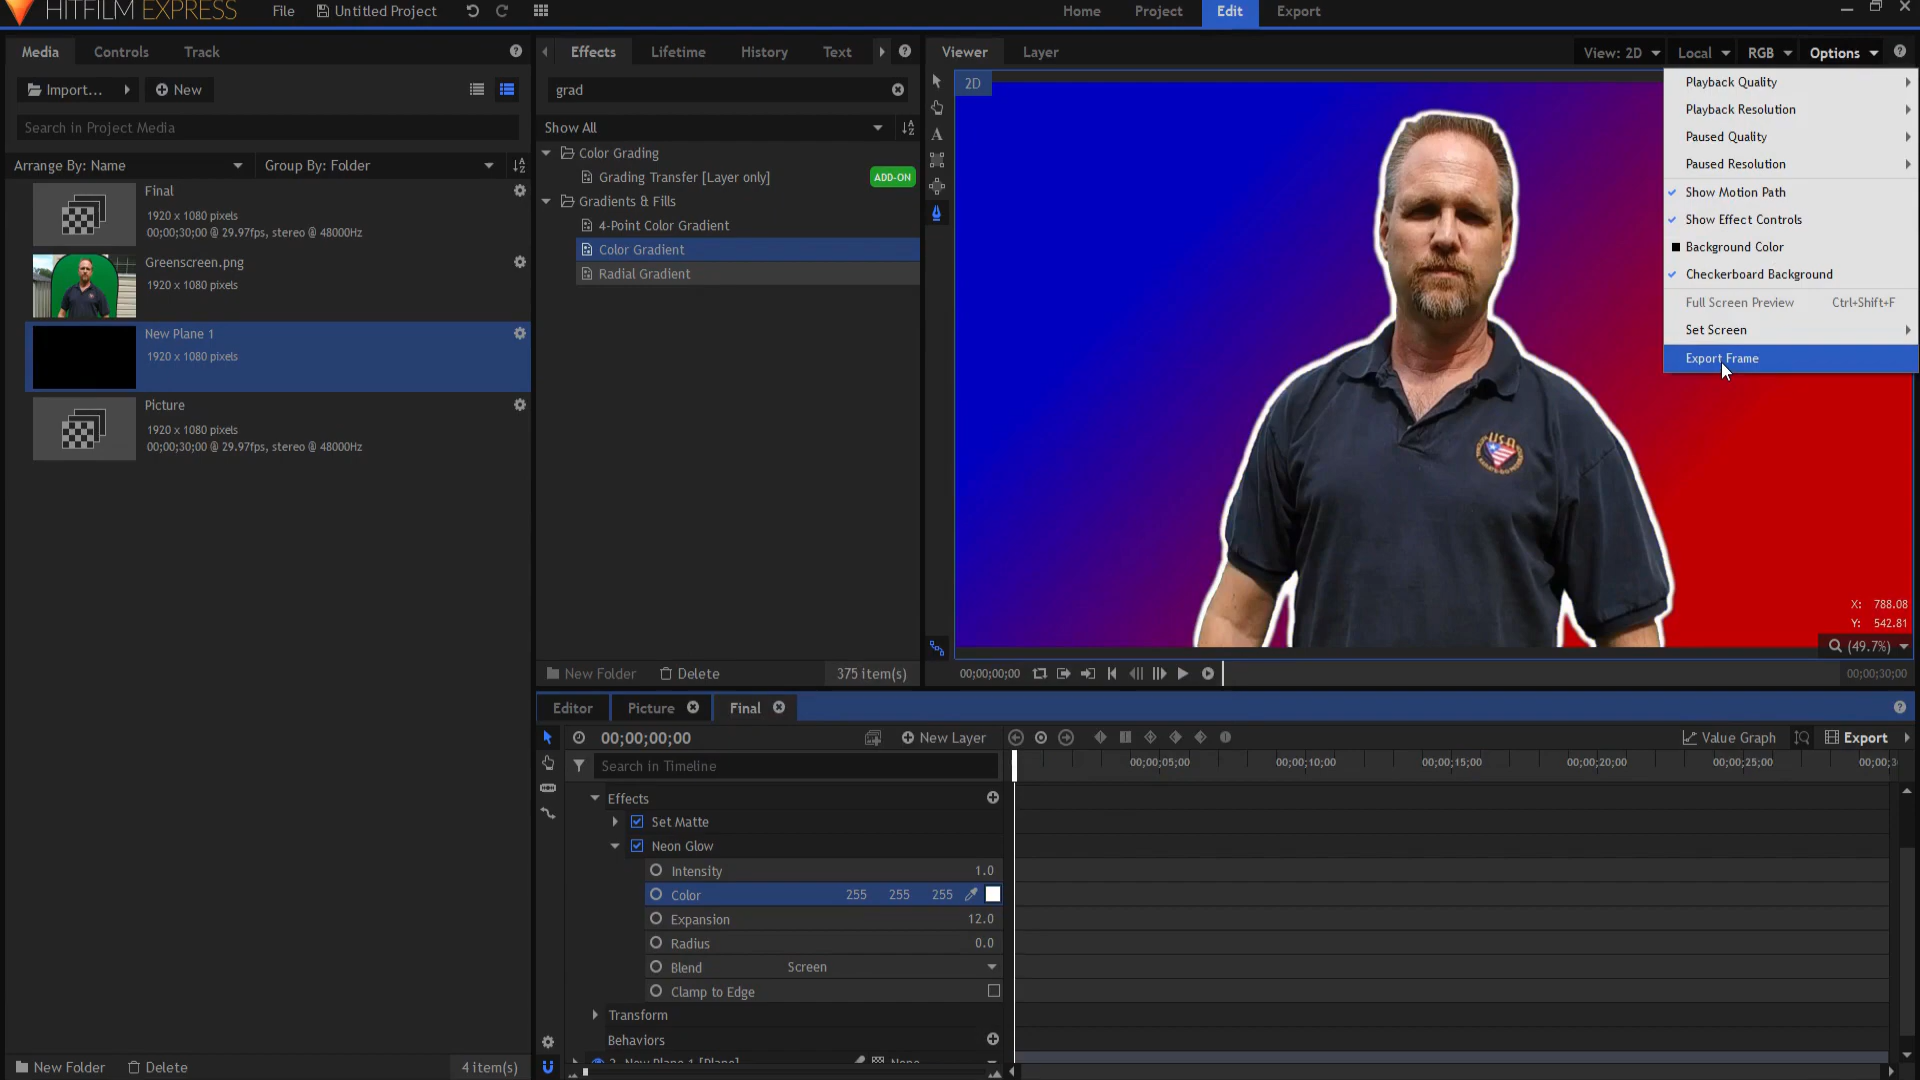 HITFILM EXPRESS
File
Untitled Project
Home
Project
Edit
Export
Media
Controls
Track
Import...
New
Search in Project Media
Arrange By: Name
Group By: Folder
Final
1920 x 1080 pixels
00;00;30;00 @ 29.97fps, stereo @ 48000Hz
Greenscreen.png
1920 x 1080 pixels
New Plane 1
1920 x 1080 pixels
Picture
1920 x 1080 pixels
00;00;30;00 @ 29.97fps, stereo @ 48000Hz
New Folder
Delete
4 item(s)
Effects
Lifetime
History
Text
grad
Show All
Color Grading
Grading Transfer [Layer only]
ADD-ON
Gradients & Fills
4-Point Color Gradient
Color Gradient
Radial Gradient
New Folder
Delete
375 item(s)
Viewer
Layer
View: 2D
Local
RGB
Options
2D
Playback Quality
Playback Resolution
Paused Quality
Paused Resolution
Show Motion Path
Show Effect Controls
Background Color
Checkerboard Background
Full Screen Preview Ctrl+Shift+F
Set Screen
Export Frame
USA
X: 788.08
Y: 542.81
(49.7%)
00;00;00;00
00;00;30;00
Editor
Picture
Final
00;00;00;00
New Layer
Value Graph
Export
Search in Timeline
00;00;05;00
00;00;10;00
00;00;15;00
00;00;20;00
00;00;25;00
00;00;3
Effects
Set Matte
Neon Glow
Intensity 1.0
Color 255 255 255
Expansion 12.0
Radius 0.0
Blend Screen
Clamp to Edge
Transform
Behaviors
2. New Plane 1 [Plane] None